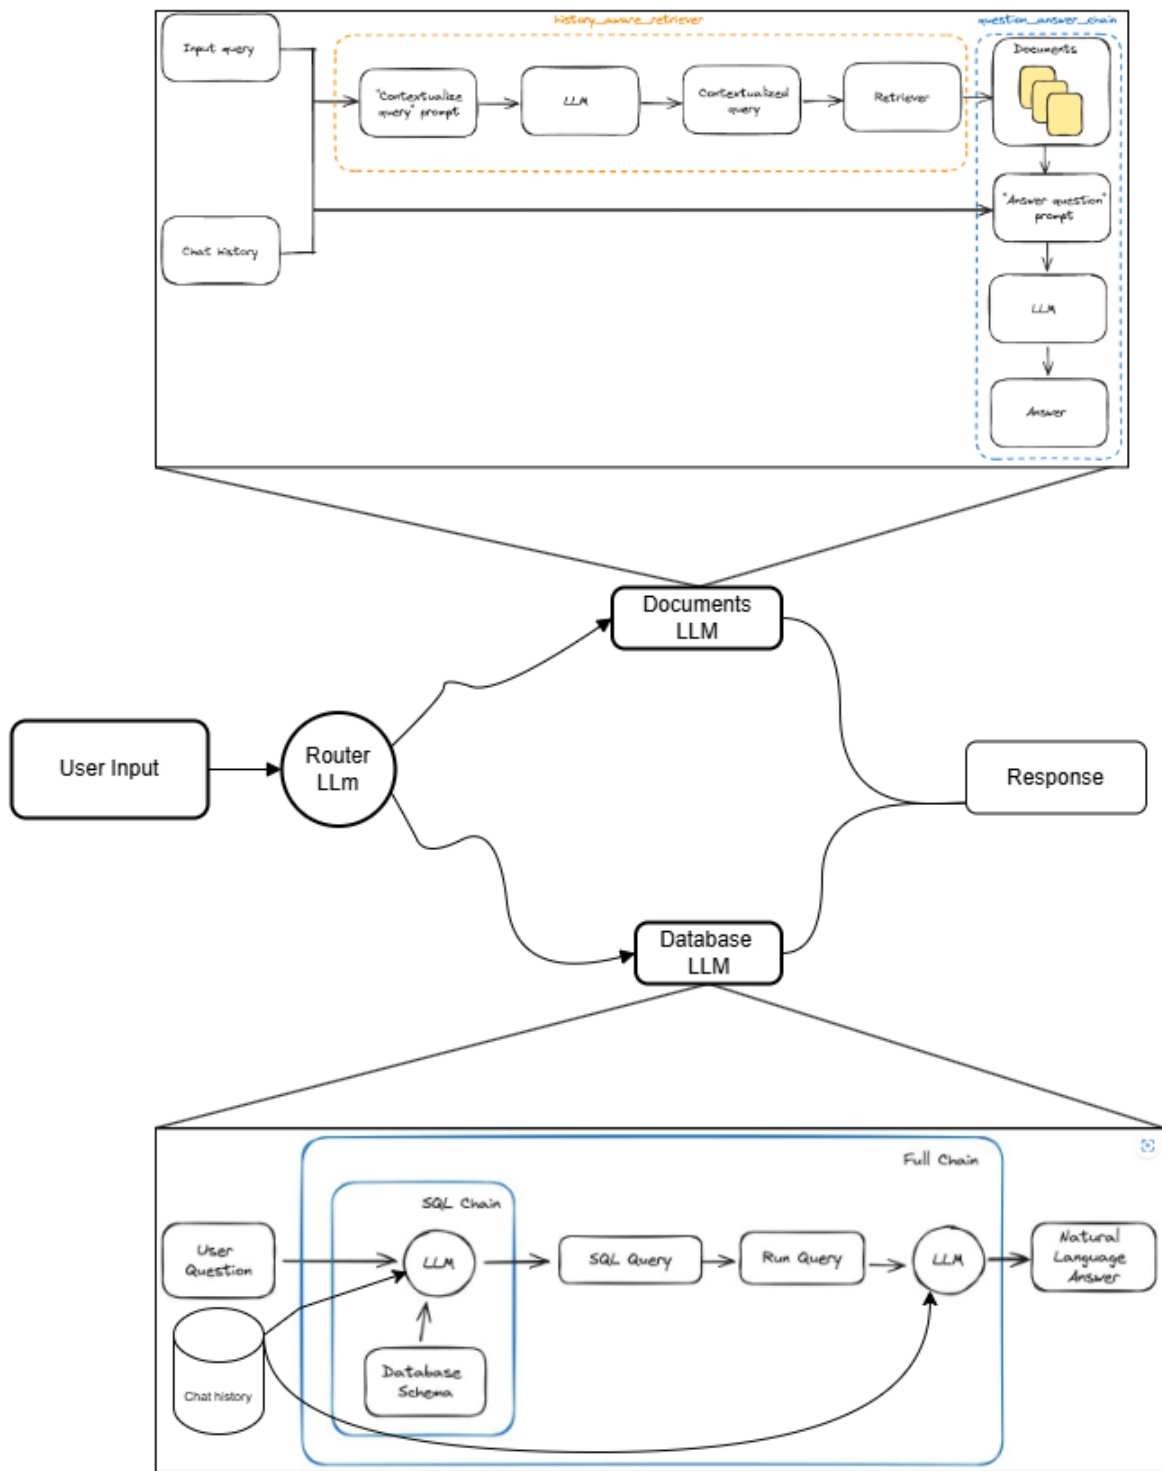 history_aware_retriever
question_answer_chain
Input query
Documents
"Contextualize
query" prompt
LLM
Contextualized
query
Retriever
"Answer question"
prompt
Chat history
LLM
Answer
Documents
LLM
User Input
Router
LLm
Response
Database
LLM
Full Chain
SQL Chain
User
Question
LLM
SQL Query
Run Query
LLM
Natural
Language
Answer
Database
Schema
Chat history